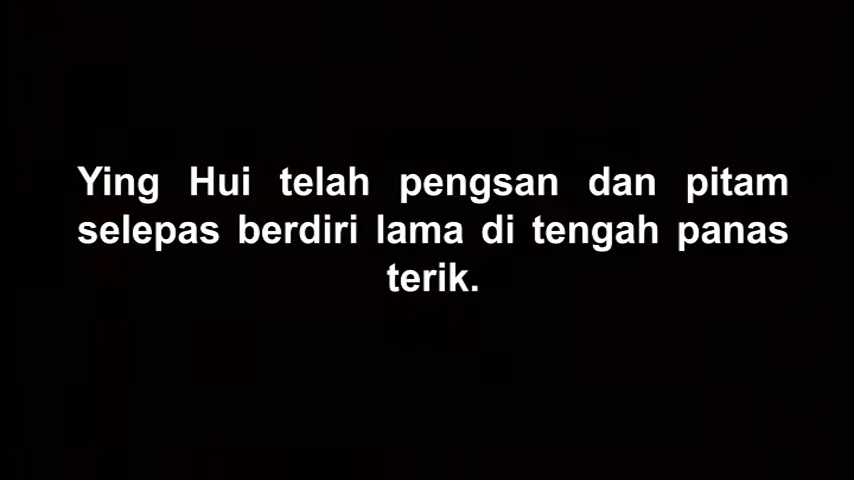 Ying Hui telah pengsan dan pitam
selepas berdiri lama di tengah panas
terik.